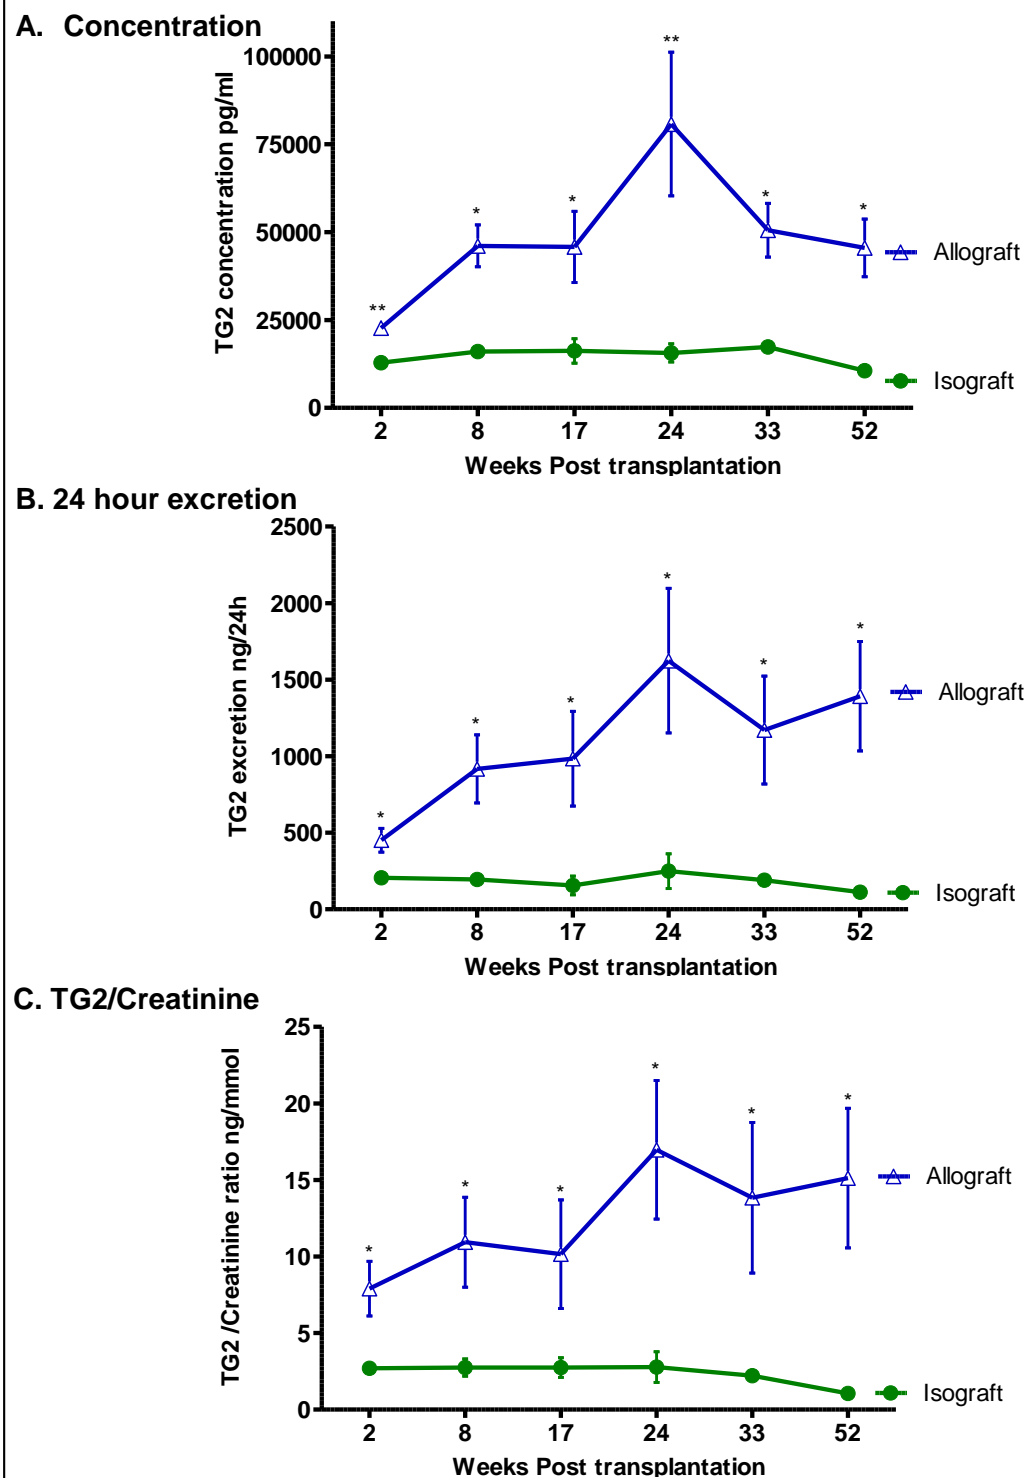 A. Concentration
TG2 concentration pg/ml
100000
75000
50000
25000
0
**
*
*
**
*
*
Allograft
Isograft
2 8 17 24 33 52
Weeks Post transplantation
B. 24 hour excretion
TG2 excretion ng/24h
2500
2000
1500
1000
500
0
*
*
*
*
*
*
Allograft
Isograft
2 8 17 24 33 52
Weeks Post transplantation
C. TG2/Creatinine
TG2 /Creatinine ratio ng/mmol
25
20
15
10
5
0
*
*
*
*
*
*
Allograft
Isograft
2 8 17 24 33 52
Weeks Post transplantation